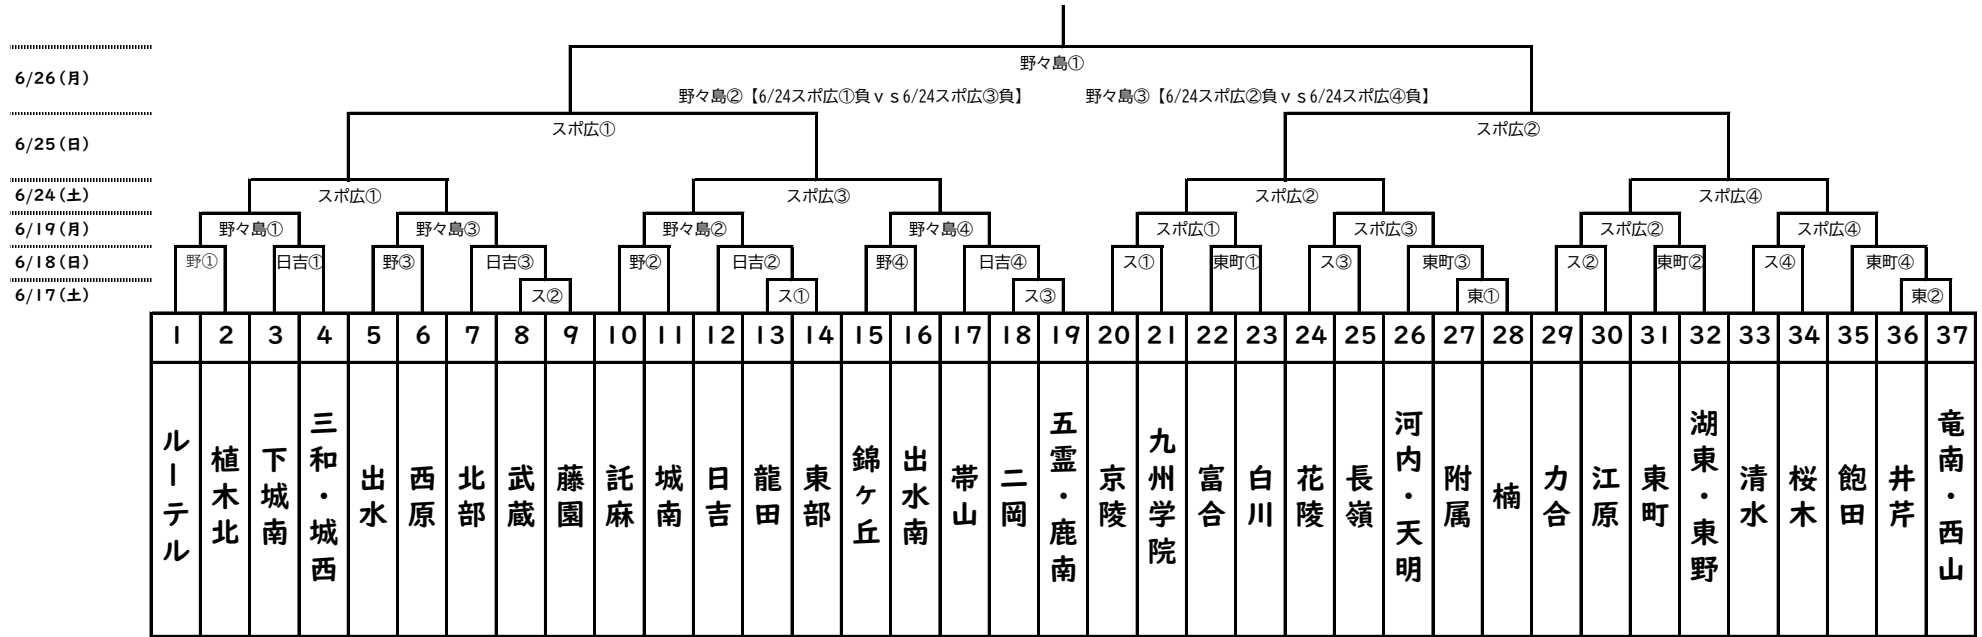 6/26(月)
野々島①
野々島②【6/24スポ広①負ｖｓ6/24スポ広③負】
野々島③【6/24スポ広②負ｖｓ6/24スポ広④負】
6/25(日)
スポ広①
スポ広②
6/24(土)
スポ広①
スポ広③
スポ広②
スポ広④
6/19(月)
野々島①
野々島③
野々島②
野々島④
スポ広①
スポ広③
スポ広②
スポ広④
6/18(日)
野①
日吉①
野③
日吉③
野②
日吉②
野④
日吉④
ス①
東町①
ス③
東町③
ス②
東町②
ス④
東町④
6/17(土)
ス②
ス①
ス③
東①
東②
1
2
3
4
5
6
7
8
9
10
11
12
13
14
15
16
17
18
19
20
21
22
23
24
25
26
27
28
29
30
31
32
33
34
35
36
37
ルーテル
植木北
下城南
三和・城西
出水
西原
北部
武蔵
藤園
託麻
城南
日吉
龍田
東部
錦ヶ丘
出水南
帯山
二岡
五霊・鹿南
京陵
九州学院
富合
白川
花陵
長嶺
河内・天明
附属
楠
力合
江原
東町
湖東・東野
清水
桜木
飽田
井芹
竜南・西山